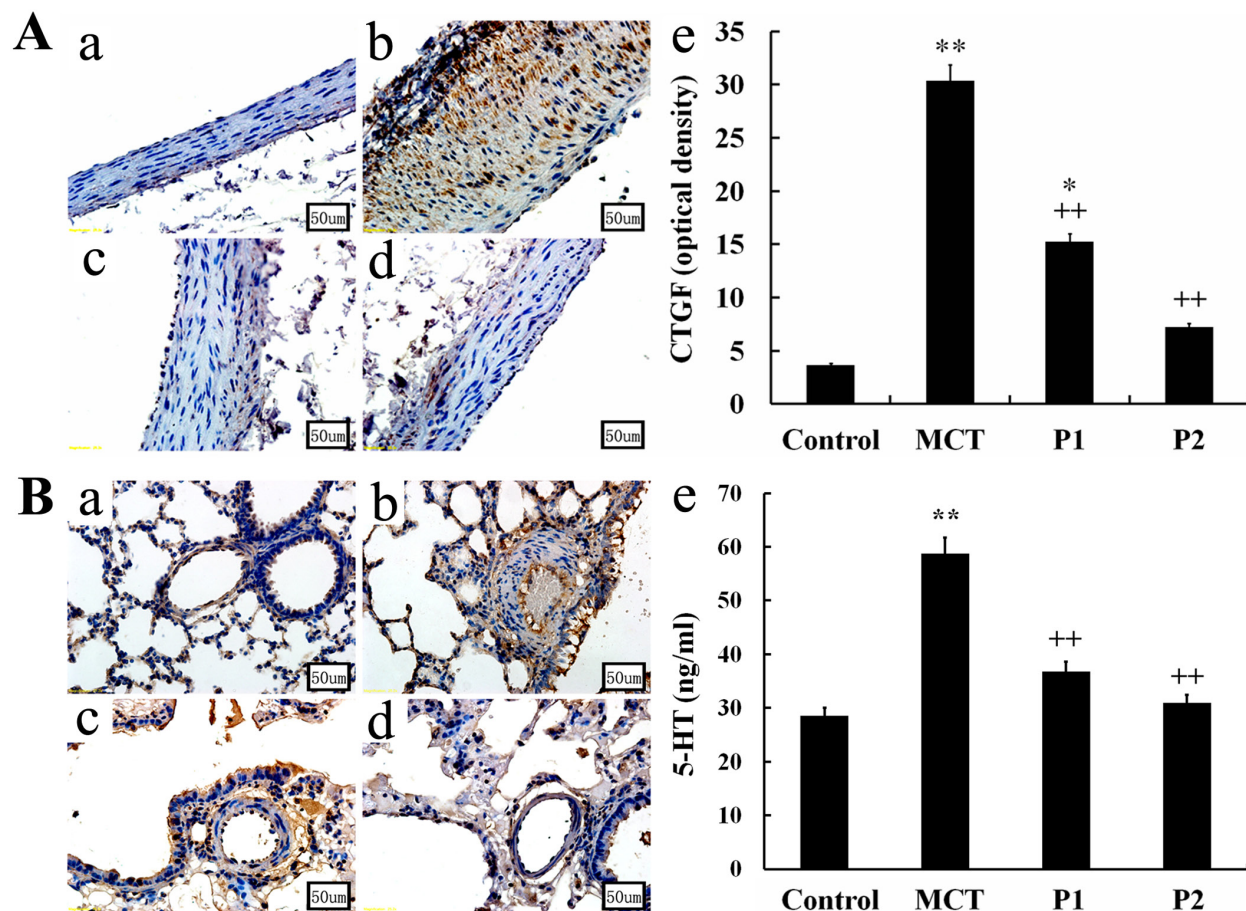 A
a
b
50um
50um
c
d
50um
50um
e
35
30
25
20
15
10
5
0
CTGF (optical density)
**
*
++
++
Control MCT P1 P2
B
a
b
50um
50um
c
d
50um
50um
e
70
60
50
40
30
20
10
0
5-HT (ng/ml)
**
++
++
Control MCT P1 P2